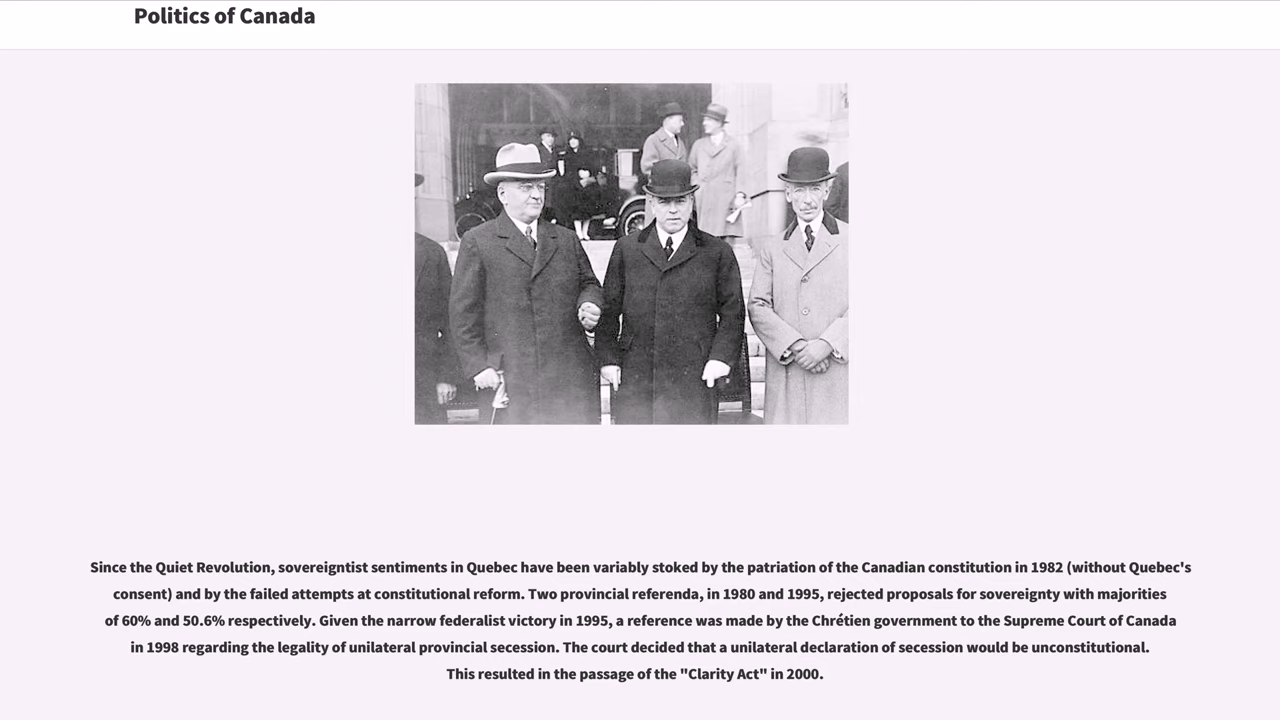 Politics of Canada
Since the Quiet Revolution, sovereigntist sentiments in Quebec have been variably stoked by the patriation of the Canadian constitution in 1982 (without Quebec's
consent) and by the failed attempts at constitutional reform. Two provincial referenda, in 1980 and 1995, rejected proposals for sovereignty with majorities
of 60% and 50.6% respectively. Given the narrow federalist victory in 1995, a reference was made by the Chrétien government to the Supreme Court of Canada
in 1998 regarding the legality of unilateral provincial secession. The court decided that a unilateral declaration of secession would be unconstitutional.
This resulted in the passage of the "Clarity Act" in 2000.